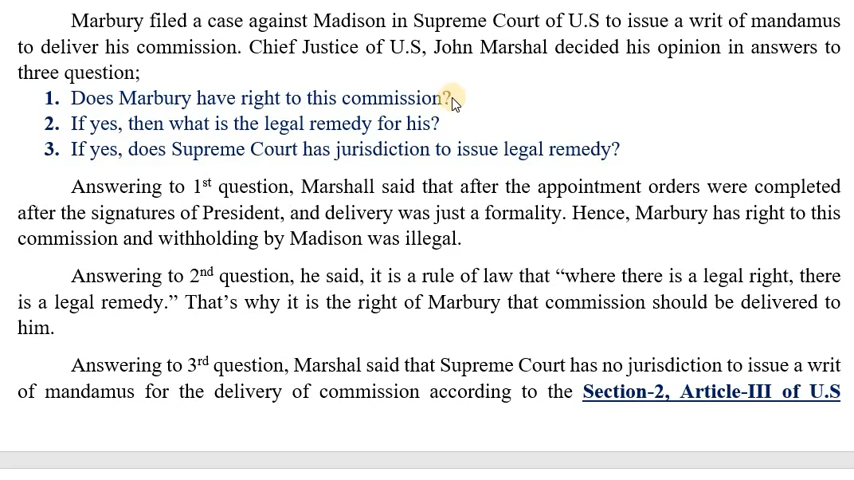 Marbury filed a case against Madison in Supreme Court of U.S to issue a writ of mandamus
to deliver his commission. Chief Justice of U.S, John Marshal decided his opinion in answers to
three question;
1. Does Marbury have right to this commission?
2. If yes, then what is the legal remedy for his?
3. If yes, does Supreme Court has jurisdiction to issue legal remedy?
Answering to 1st question, Marshall said that after the appointment orders were completed
after the signatures of President, and delivery was just a formality. Hence, Marbury has right to this
commission and withholding by Madison was illegal.
Answering to 2nd question, he said, it is a rule of law that “where there is a legal right, there
is a legal remedy.” That’s why it is the right of Marbury that commission should be delivered to
him.
Answering to 3rd question, Marshal said that Supreme Court has no jurisdiction to issue a writ
of mandamus for the delivery of commission according to the Section-2, Article-III of U.S